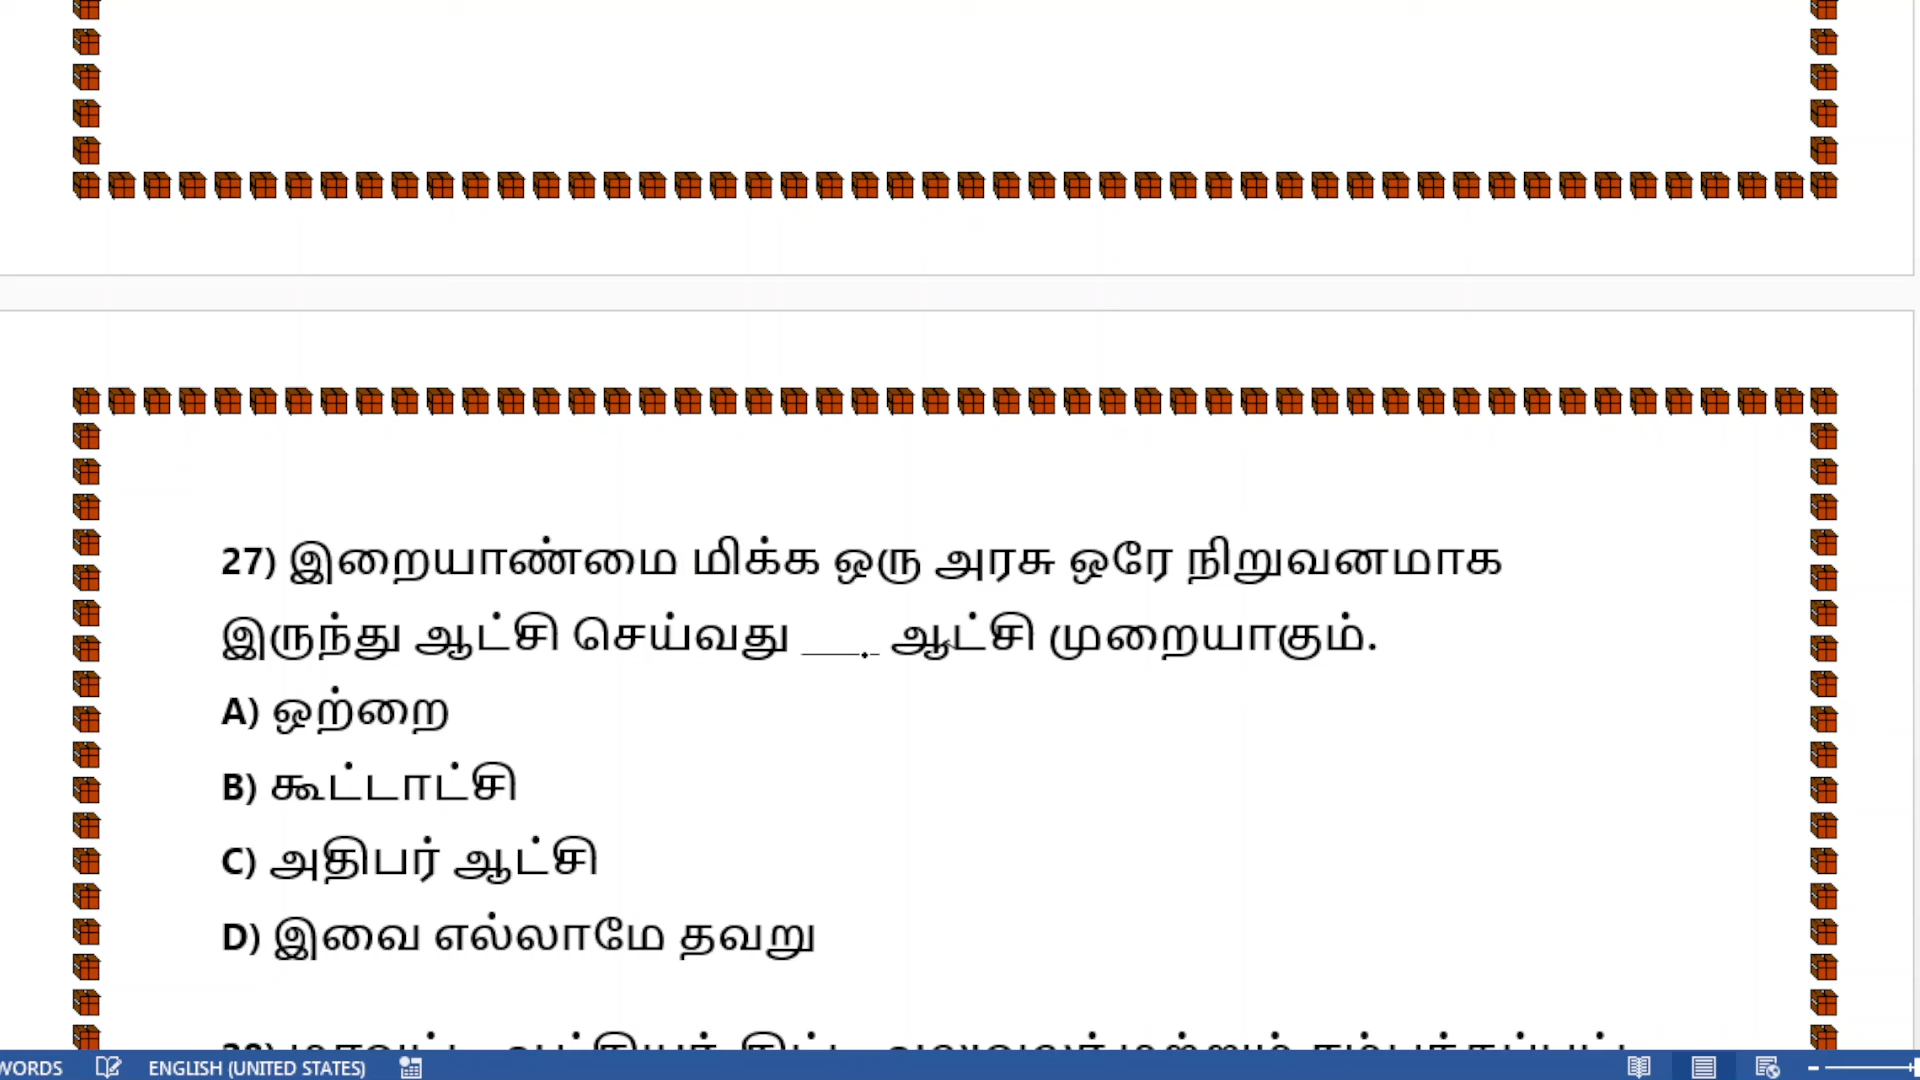 27) இறையாண்மை மிக்க ஒரு அரசு ஒரே நிறுவனமாக
இருந்து ஆட்சி செய்வது ____ ஆட்சி முறையாகும்.
A) ஒற்றை
B) கூட்டாட்சி
C) அதிபர் ஆட்சி
D) இவை எல்லாமே தவறு
WORDS ENGLISH (UNITED STATES)